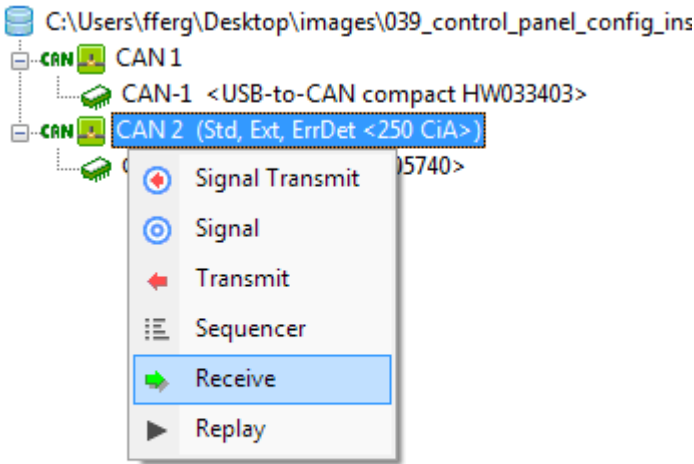 C:\Users\fferg\Desktop\images\039_control_panel_config_ins
CAN CAN 1
CAN-1 <USB-to-CAN compact HW033403>
CAN CAN 2 (Std, Ext, ErrDet <250 CiA>)
05740>
Signal Transmit
Signal
Transmit
Sequencer
Receive
Replay